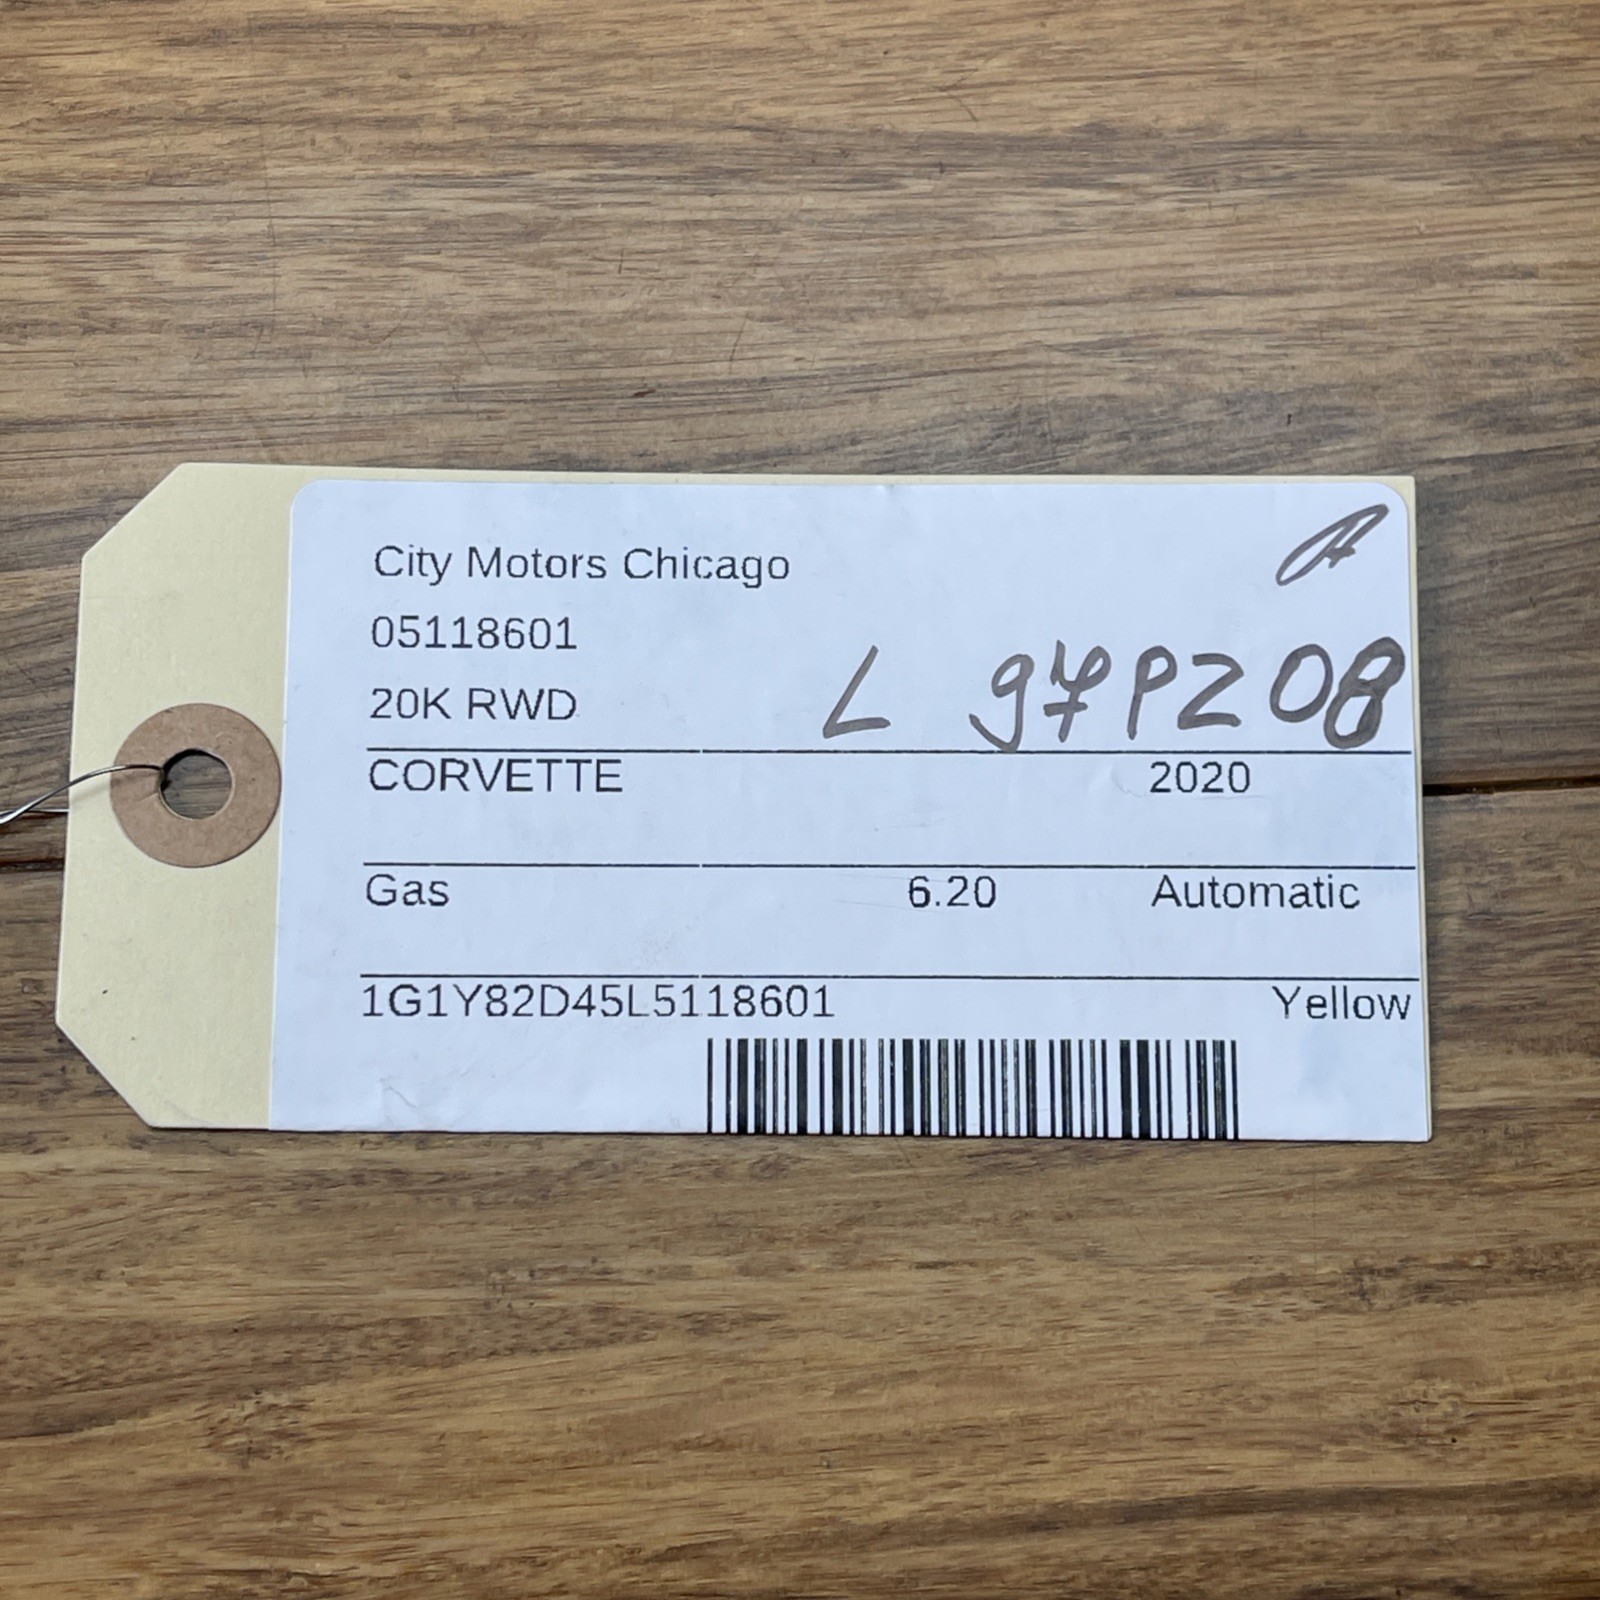 City Motors Chicago
05118601
20K RWD
L 97PZ08
CORVETTE 2020
Gas 6.20 Automatic
1G1Y82D45L5118601 Yellow